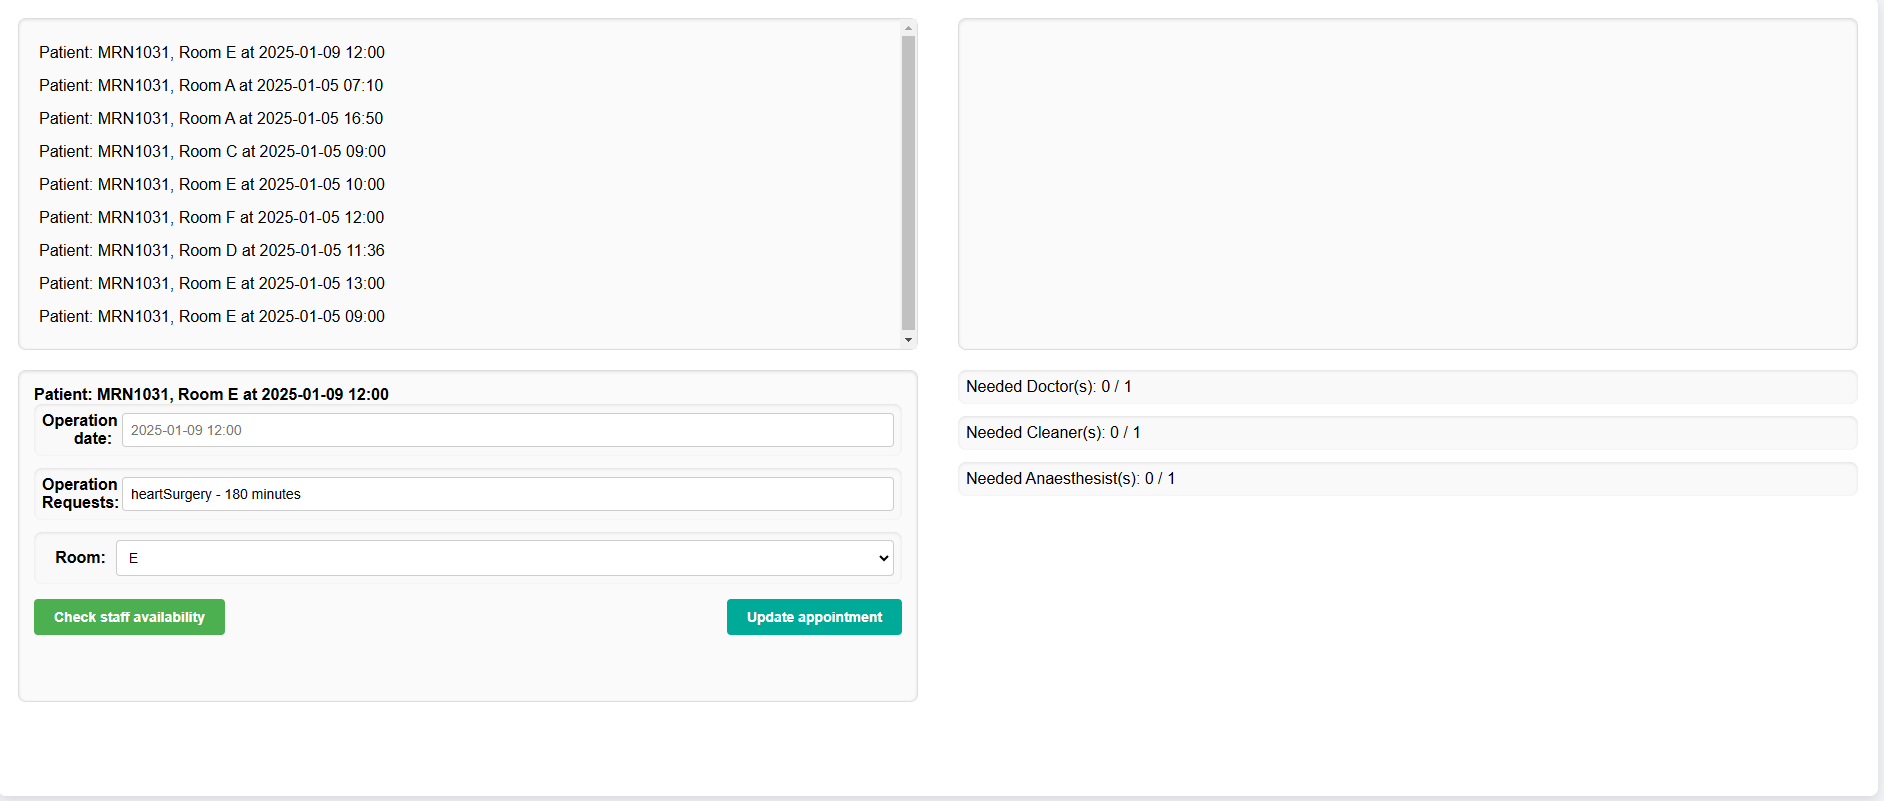 Patient: MRN1031, Room E at 2025-01-09 12:00
Patient: MRN1031, Room A at 2025-01-05 07:10
Patient: MRN1031, Room A at 2025-01-05 16:50
Patient: MRN1031, Room C at 2025-01-05 09:00
Patient: MRN1031, Room E at 2025-01-05 10:00
Patient: MRN1031, Room F at 2025-01-05 12:00
Patient: MRN1031, Room D at 2025-01-05 11:36
Patient: MRN1031, Room E at 2025-01-05 13:00
Patient: MRN1031, Room E at 2025-01-05 09:00
Patient: MRN1031, Room E at 2025-01-09 12:00
Operation
date:
2025-01-09 12:00
Operation
Requests:
heartSurgery - 180 minutes
Room:
E
Check staff availability
Update appointment
Needed Doctor(s): 0 / 1
Needed Cleaner(s): 0 / 1
Needed Anaesthesist(s): 0 / 1